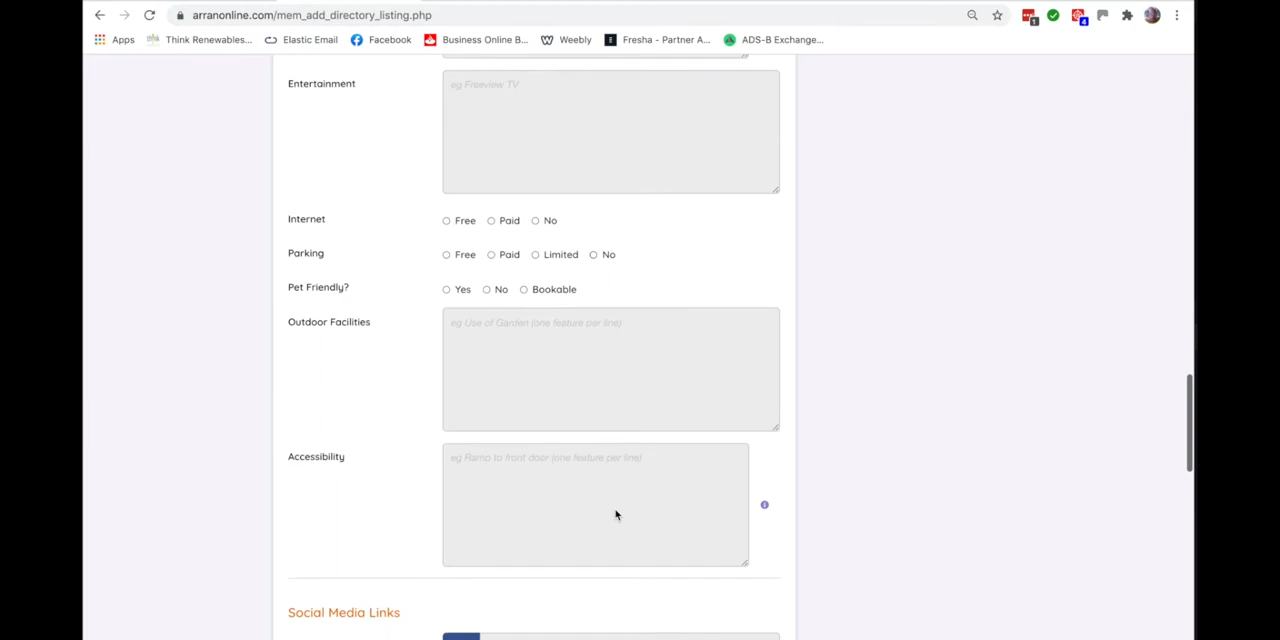 arranonline.com/mem_add_directory_listing.php
Apps Think Renewables... Elastic Email Facebook Business Online B... Weebly Fresha - Partner A... ADS-B Exchange...
Entertainment
eg Freeview TV
Internet Free Paid No
Parking Free Paid Limited No
Pet Friendly? Yes No Bookable
Outdoor Facilities
eg Use of Garden (one feature per line)
Accessibility
eg Ramp to front door (one feature per line)
Social Media Links